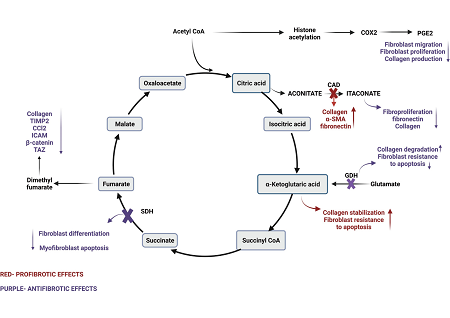 Acetyl CoA
Histone
acetylation
COX2
PGE2
Fibroblast migration
Fibroblast proliferation
Collagen production
Oxaloacetate
Citric acid
ACONITATE
CAD
ITACONATE
Collagen
α-SMA
fibronectin
Fibroproliferation
fibronectin
Collagen
Collagen
TIMP2
CCl2
ICAM
β-catenin
TAZ
Malate
Isocitric acid
Collagen degradation
Fibroblast resistance
to apoptosis
Dimethyl
fumarate
Fumarate
α-Ketoglutaric acid
GDH
Glutamate
SDH
Collagen stabilization
Fibroblast resistance
to apoptosis
Fibroblast differentiation
Myofibroblast apoptosis
Succinate
Succinyl CoA
RED- PROFIBROTIC EFFECTS
PURPLE- ANTIFIBROTIC EFFECTS